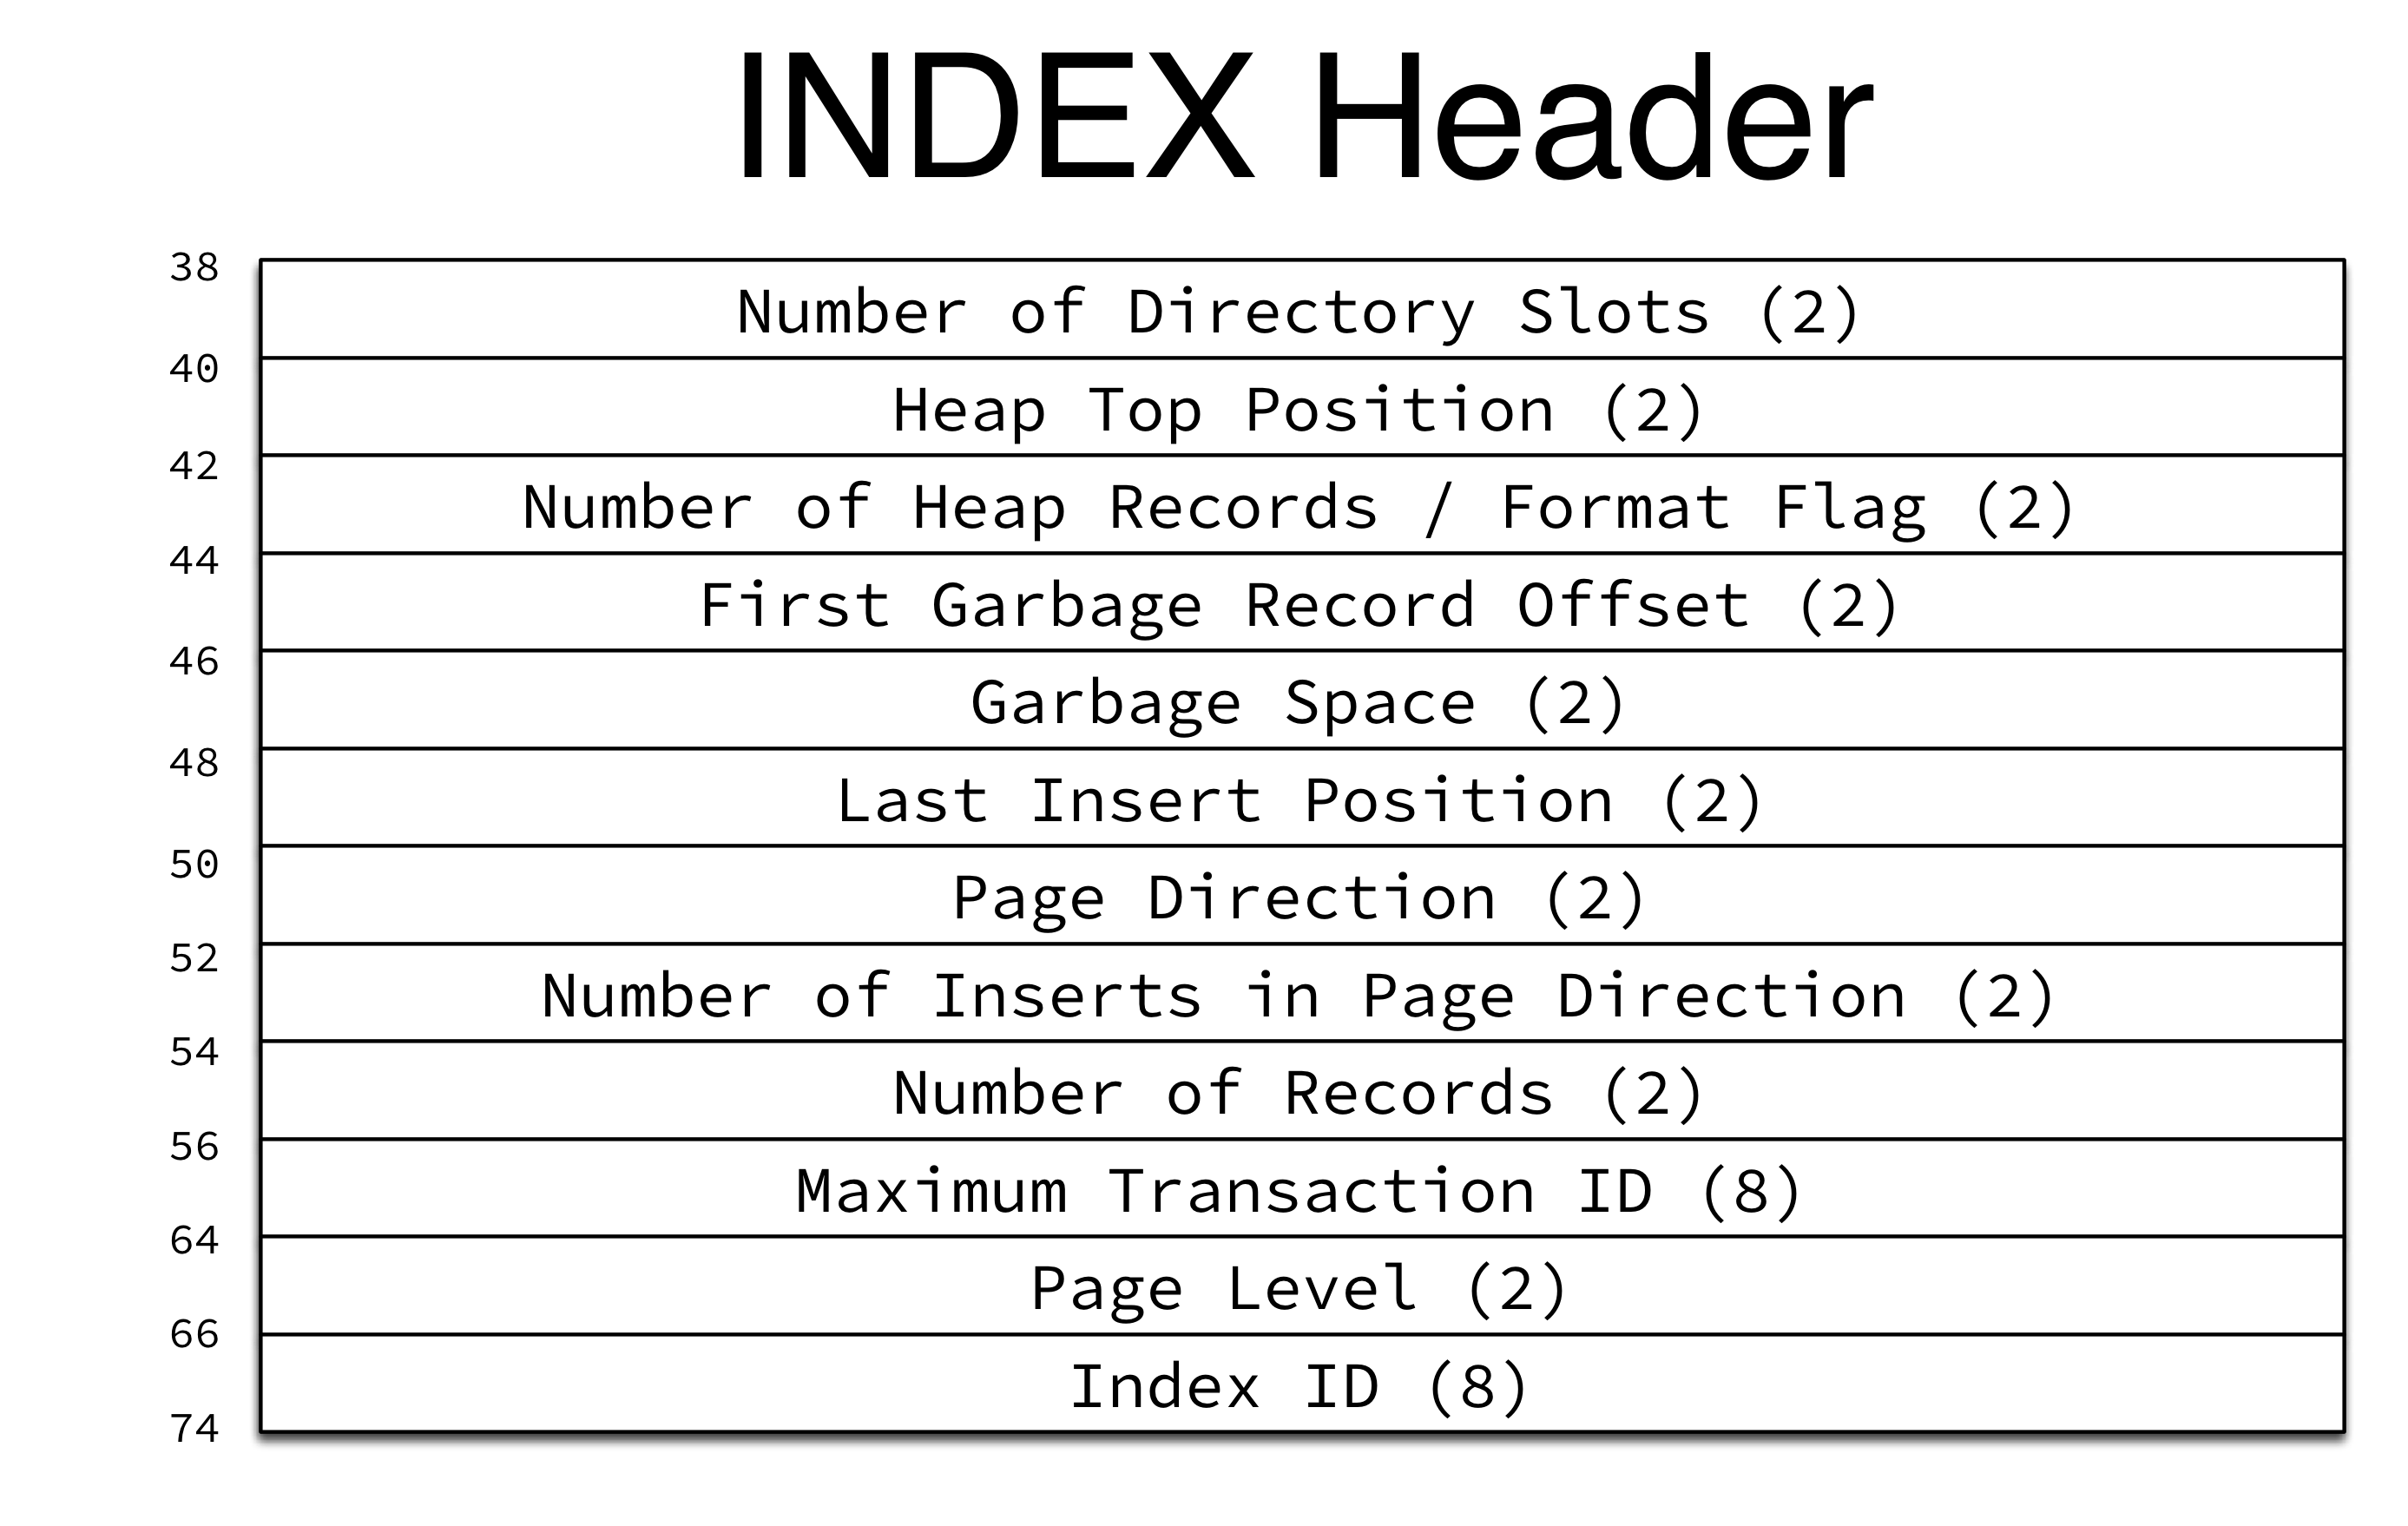 INDEX Header
38
Number of Directory Slots (2)
40
Heap Top Position (2)
42
Number of Heap Records / Format Flag (2)
44
First Garbage Record Offset (2)
46
Garbage Space (2)
48
Last Insert Position (2)
50
Page Direction (2)
52
Number of Inserts in Page Direction (2)
54
Number of Records (2)
56
Maximum Transaction ID (8)
64
Page Level (2)
66
Index ID (8)
74